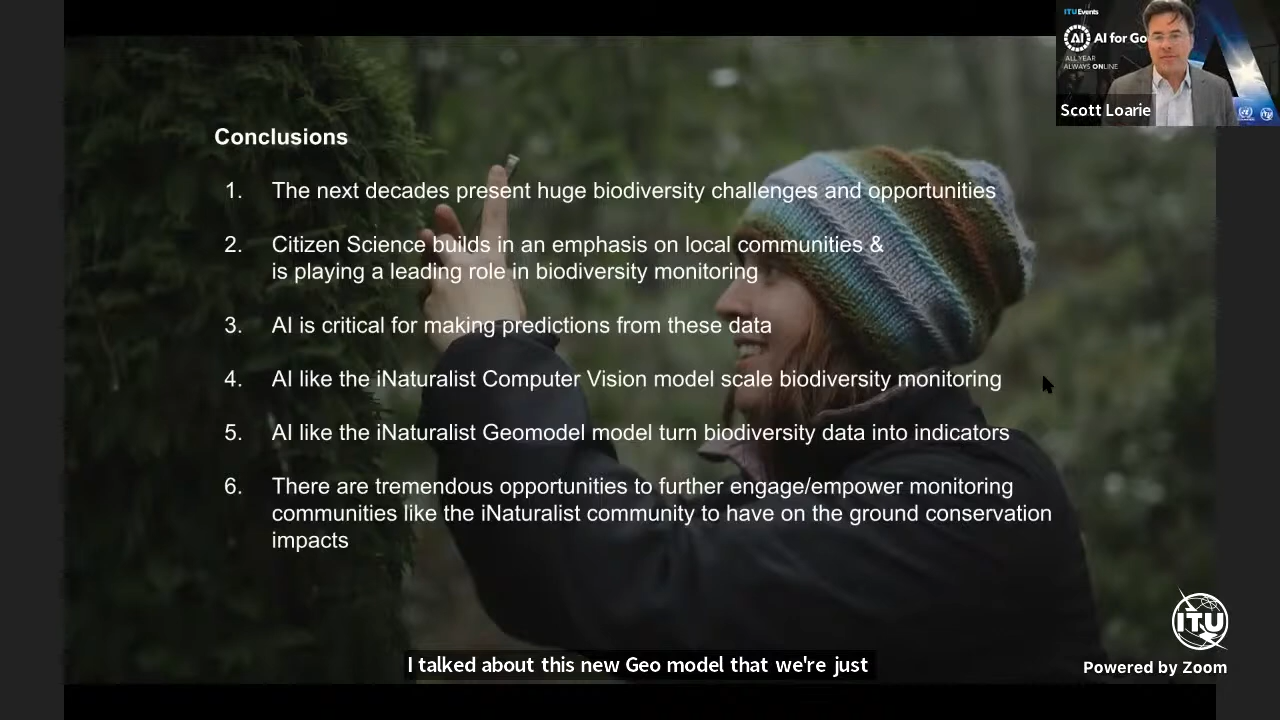 ITUEvents
AI
AI for Go
ALL YEAR
ALWAYS ONLINE
Scott Loarie
Conclusions
1. The next decades present huge biodiversity challenges and opportunities
2. Citizen Science builds in an emphasis on local communities &
is playing a leading role in biodiversity monitoring
3. AI is critical for making predictions from these data
4. AI like the iNaturalist Computer Vision model scale biodiversity monitoring
5. AI like the iNaturalist Geomodel model turn biodiversity data into indicators
6. There are tremendous opportunities to further engage/empower monitoring
communities like the iNaturalist community to have on the ground conservation
impacts
ITU
I talked about this new Geo model that we're just
Powered by Zoom